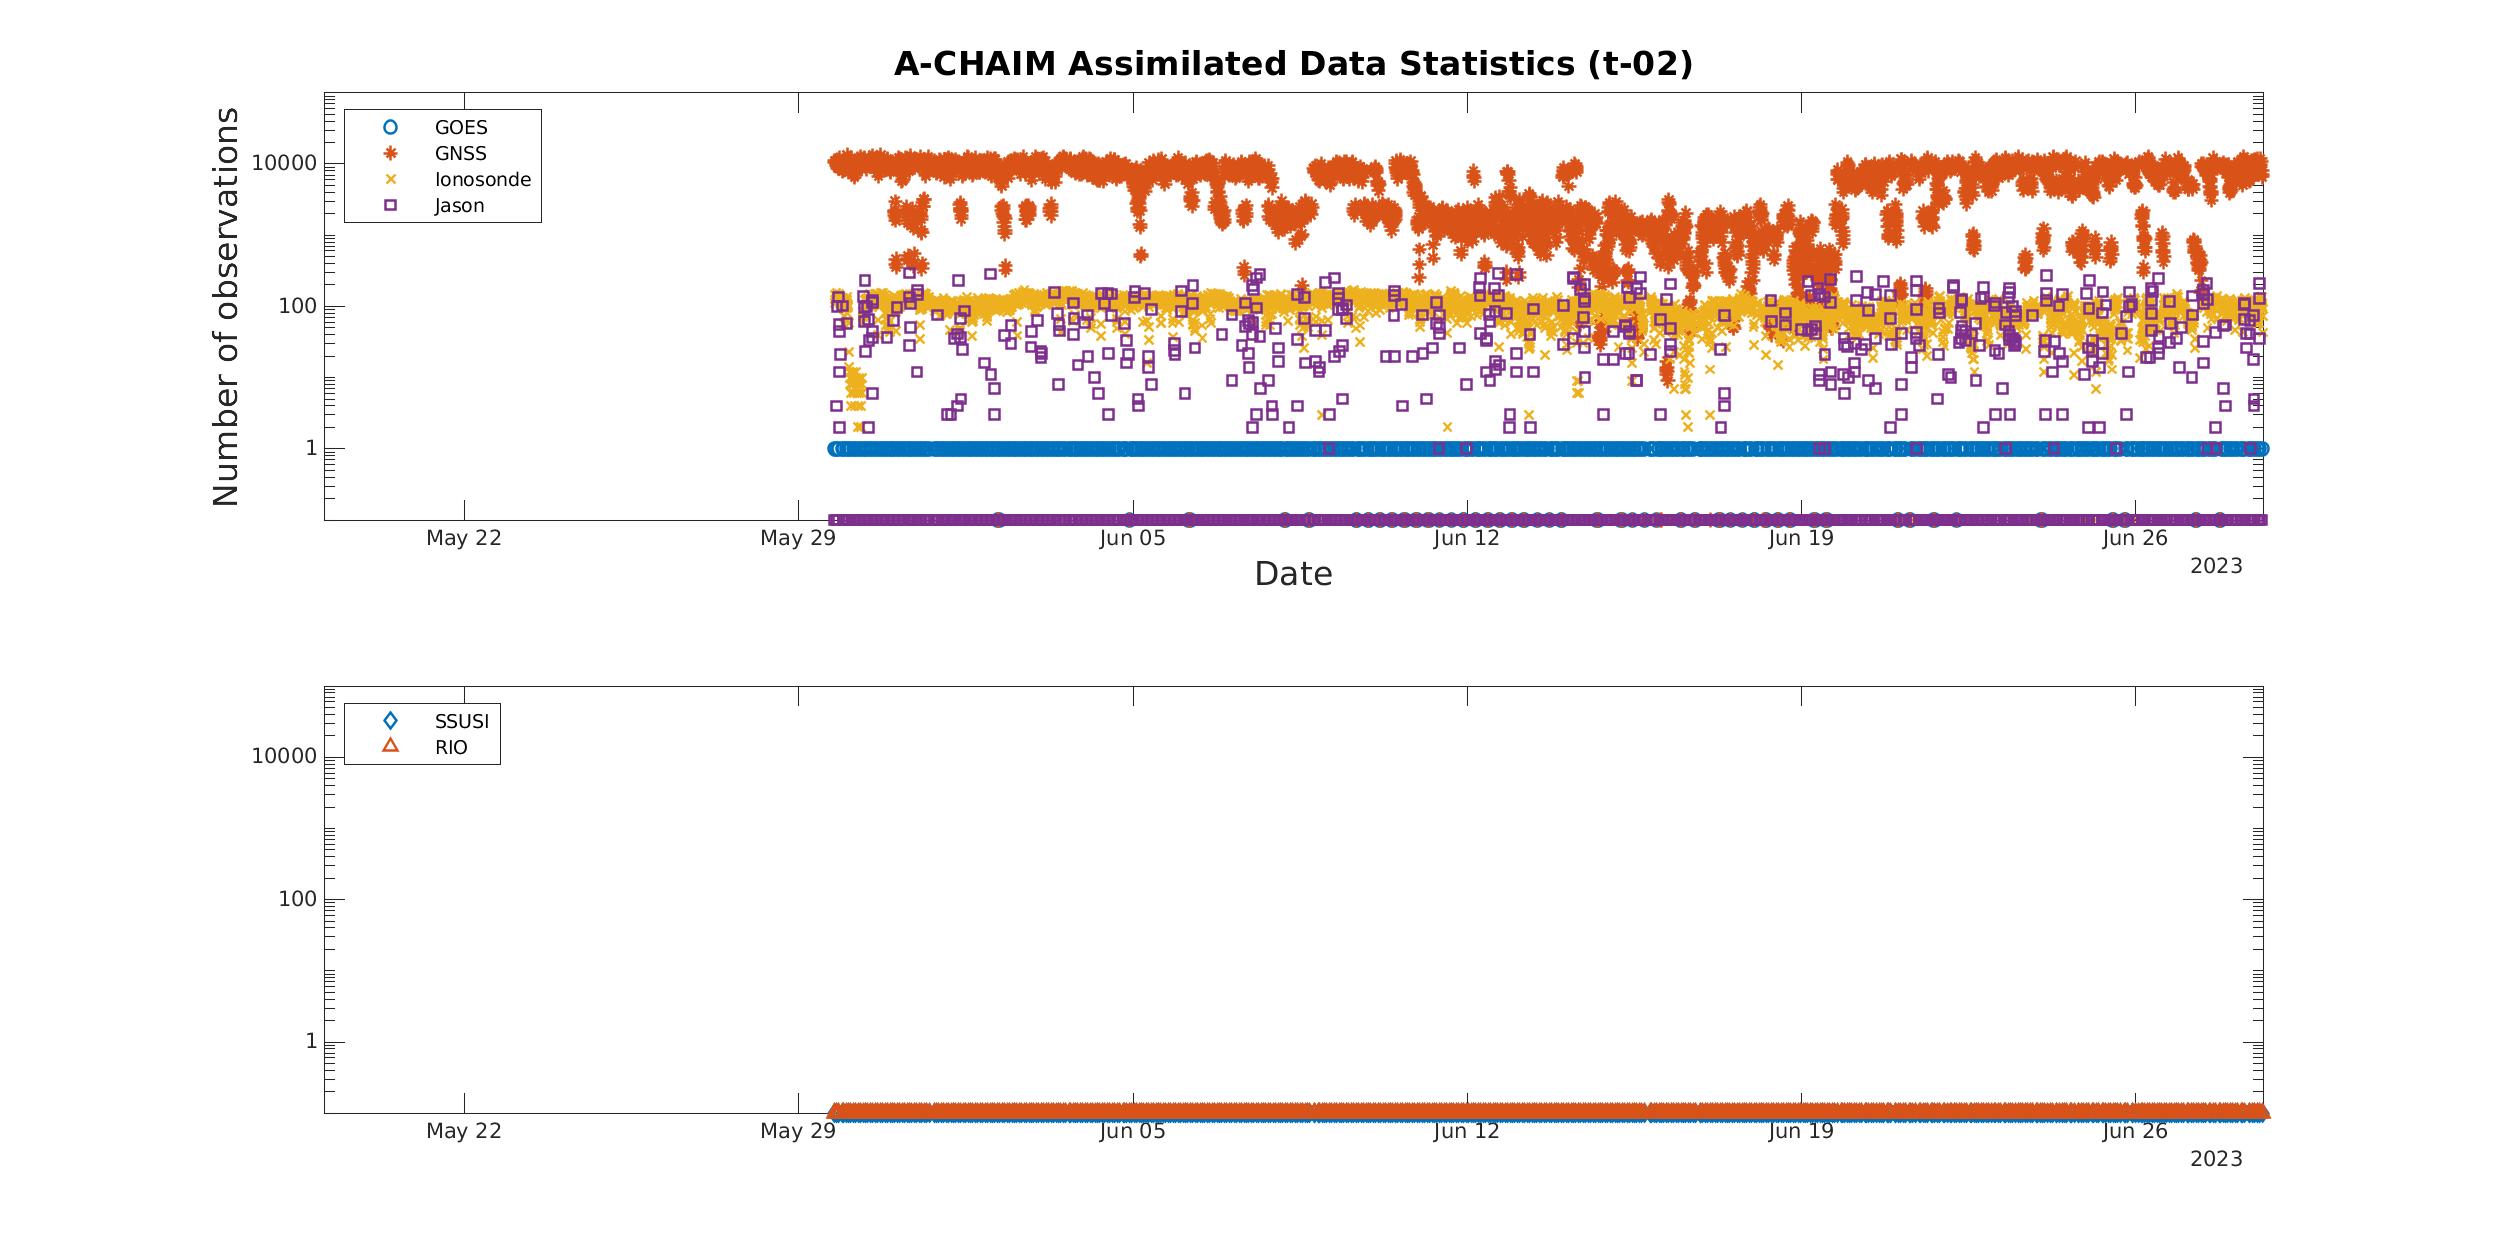 A-CHAIM Assimilated Data Statistics (t-02)
Number of observations
10000
100
1
GOES
GNSS
Ionosonde
Jason
May 22
May 29
Jun 05
Jun 12
Jun 19
Jun 26
2023
Date
10000
100
1
SSUSI
RIO
May 22
May 29
Jun 05
Jun 12
Jun 19
Jun 26
2023